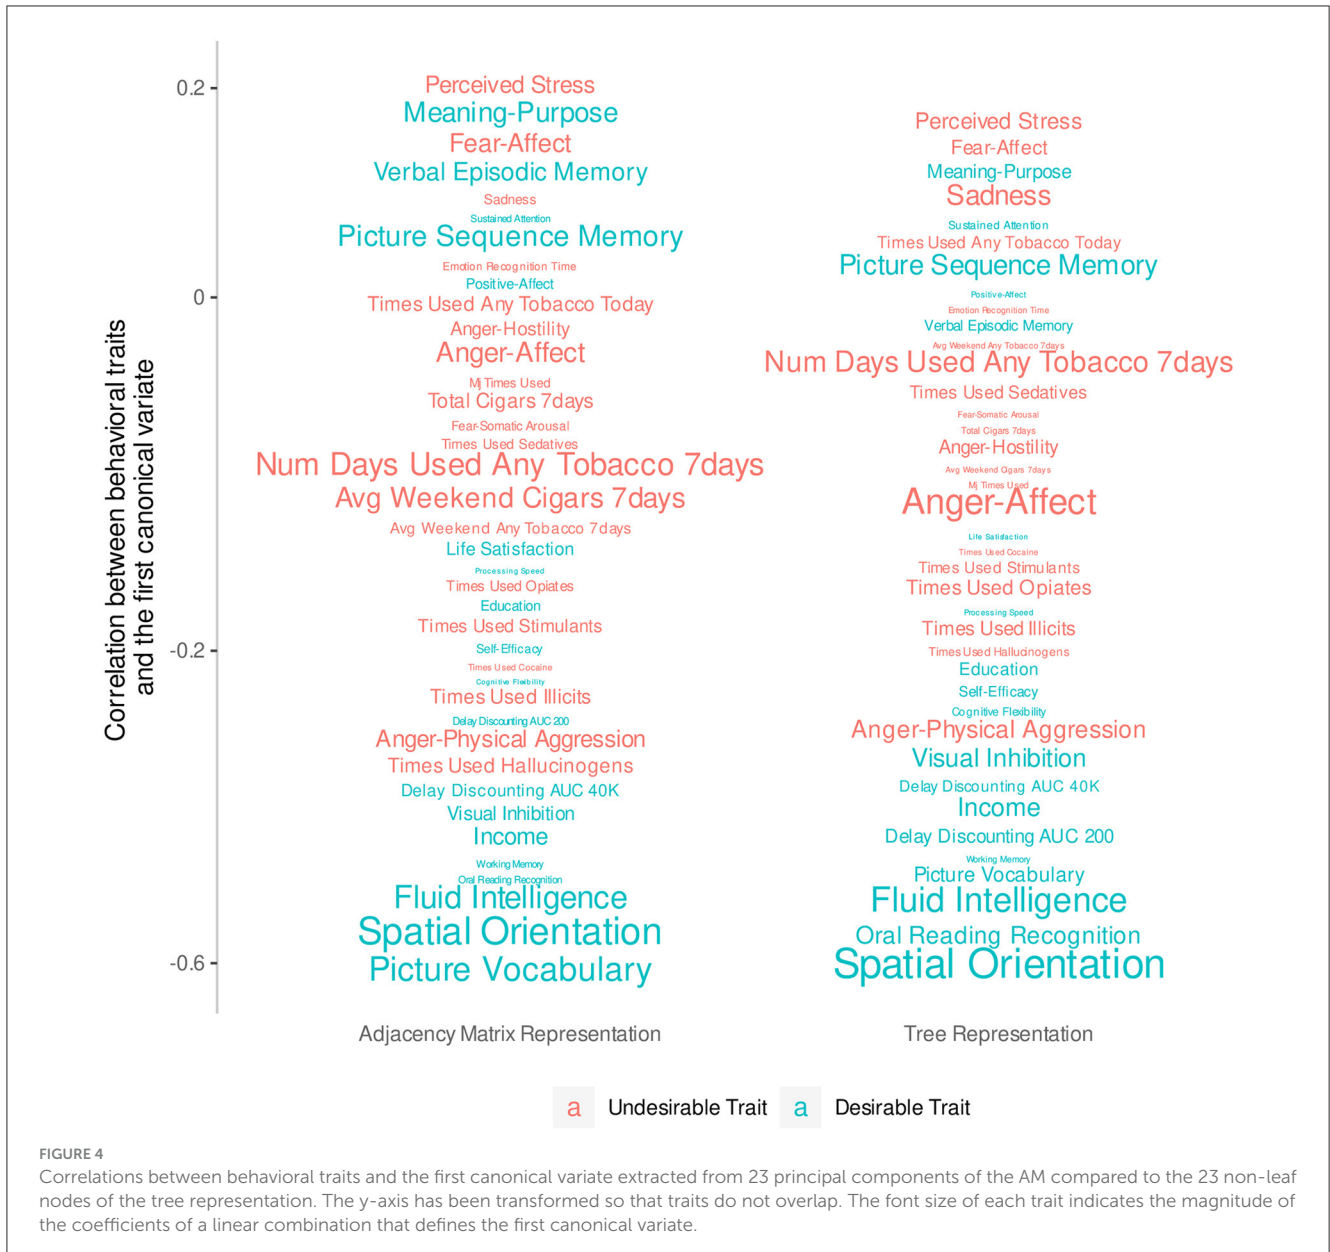 Correlation between behavioral traits
and the first canonical variate
0.2
0
-0.2
-0.6
Perceived Stress
Meaning-Purpose
Fear-Affect
Verbal Episodic Memory
Sadness
Sustained Attention
Picture Sequence Memory
Emotion Recognition Time
Positive-Affect
Times Used Any Tobacco Today
Anger-Hostility
Anger-Affect
Mj Times Used
Total Cigars 7days
Fear-Somatic Arousal
Times Used Sedatives
Num Days Used Any Tobacco 7days
Avg Weekend Cigars 7days
Avg Weekend Any Tobacco 7days
Life Satisfaction
Processing Speed
Times Used Opiates
Education
Times Used Stimulants
Self-Efficacy
Times Used Cocaine
Cognitive Flexibility
Times Used Illicits
Delay Discounting AUC 200
Anger-Physical Aggression
Times Used Hallucinogens
Delay Discounting AUC 40K
Visual Inhibition
Income
Working Memory
Oral Reading Recognition
Fluid Intelligence
Spatial Orientation
Picture Vocabulary
Adjacency Matrix Representation
Perceived Stress
Fear-Affect
Meaning-Purpose
Sadness
Sustained Attention
Times Used Any Tobacco Today
Picture Sequence Memory
Positive-Affect
Emotion Recognition Time
Verbal Episodic Memory
Avg Weekend Any Tobacco 7days
Num Days Used Any Tobacco 7days
Times Used Sedatives
Fear-Somatic Arousal
Total Cigars 7days
Anger-Hostility
Avg Weekend Cigars 7days
Mj Times Used
Anger-Affect
Life Satisfaction
Times Used Cocaine
Times Used Stimulants
Times Used Opiates
Processing Speed
Times Used Illicits
Times Used Hallucinogens
Education
Self-Efficacy
Cognitive Flexibility
Anger-Physical Aggression
Visual Inhibition
Delay Discounting AUC 40K
Income
Delay Discounting AUC 200
Working Memory
Picture Vocabulary
Fluid Intelligence
Oral Reading Recognition
Spatial Orientation
Tree Representation
a Undesirable Trait a Desirable Trait
FIGURE 4
Correlations between behavioral traits and the first canonical variate extracted from 23 principal components of the AM compared to the 23 non-leaf
nodes of the tree representation. The y-axis has been transformed so that traits do not overlap. The font size of each trait indicates the magnitude of
the coefficients of a linear combination that defines the first canonical variate.